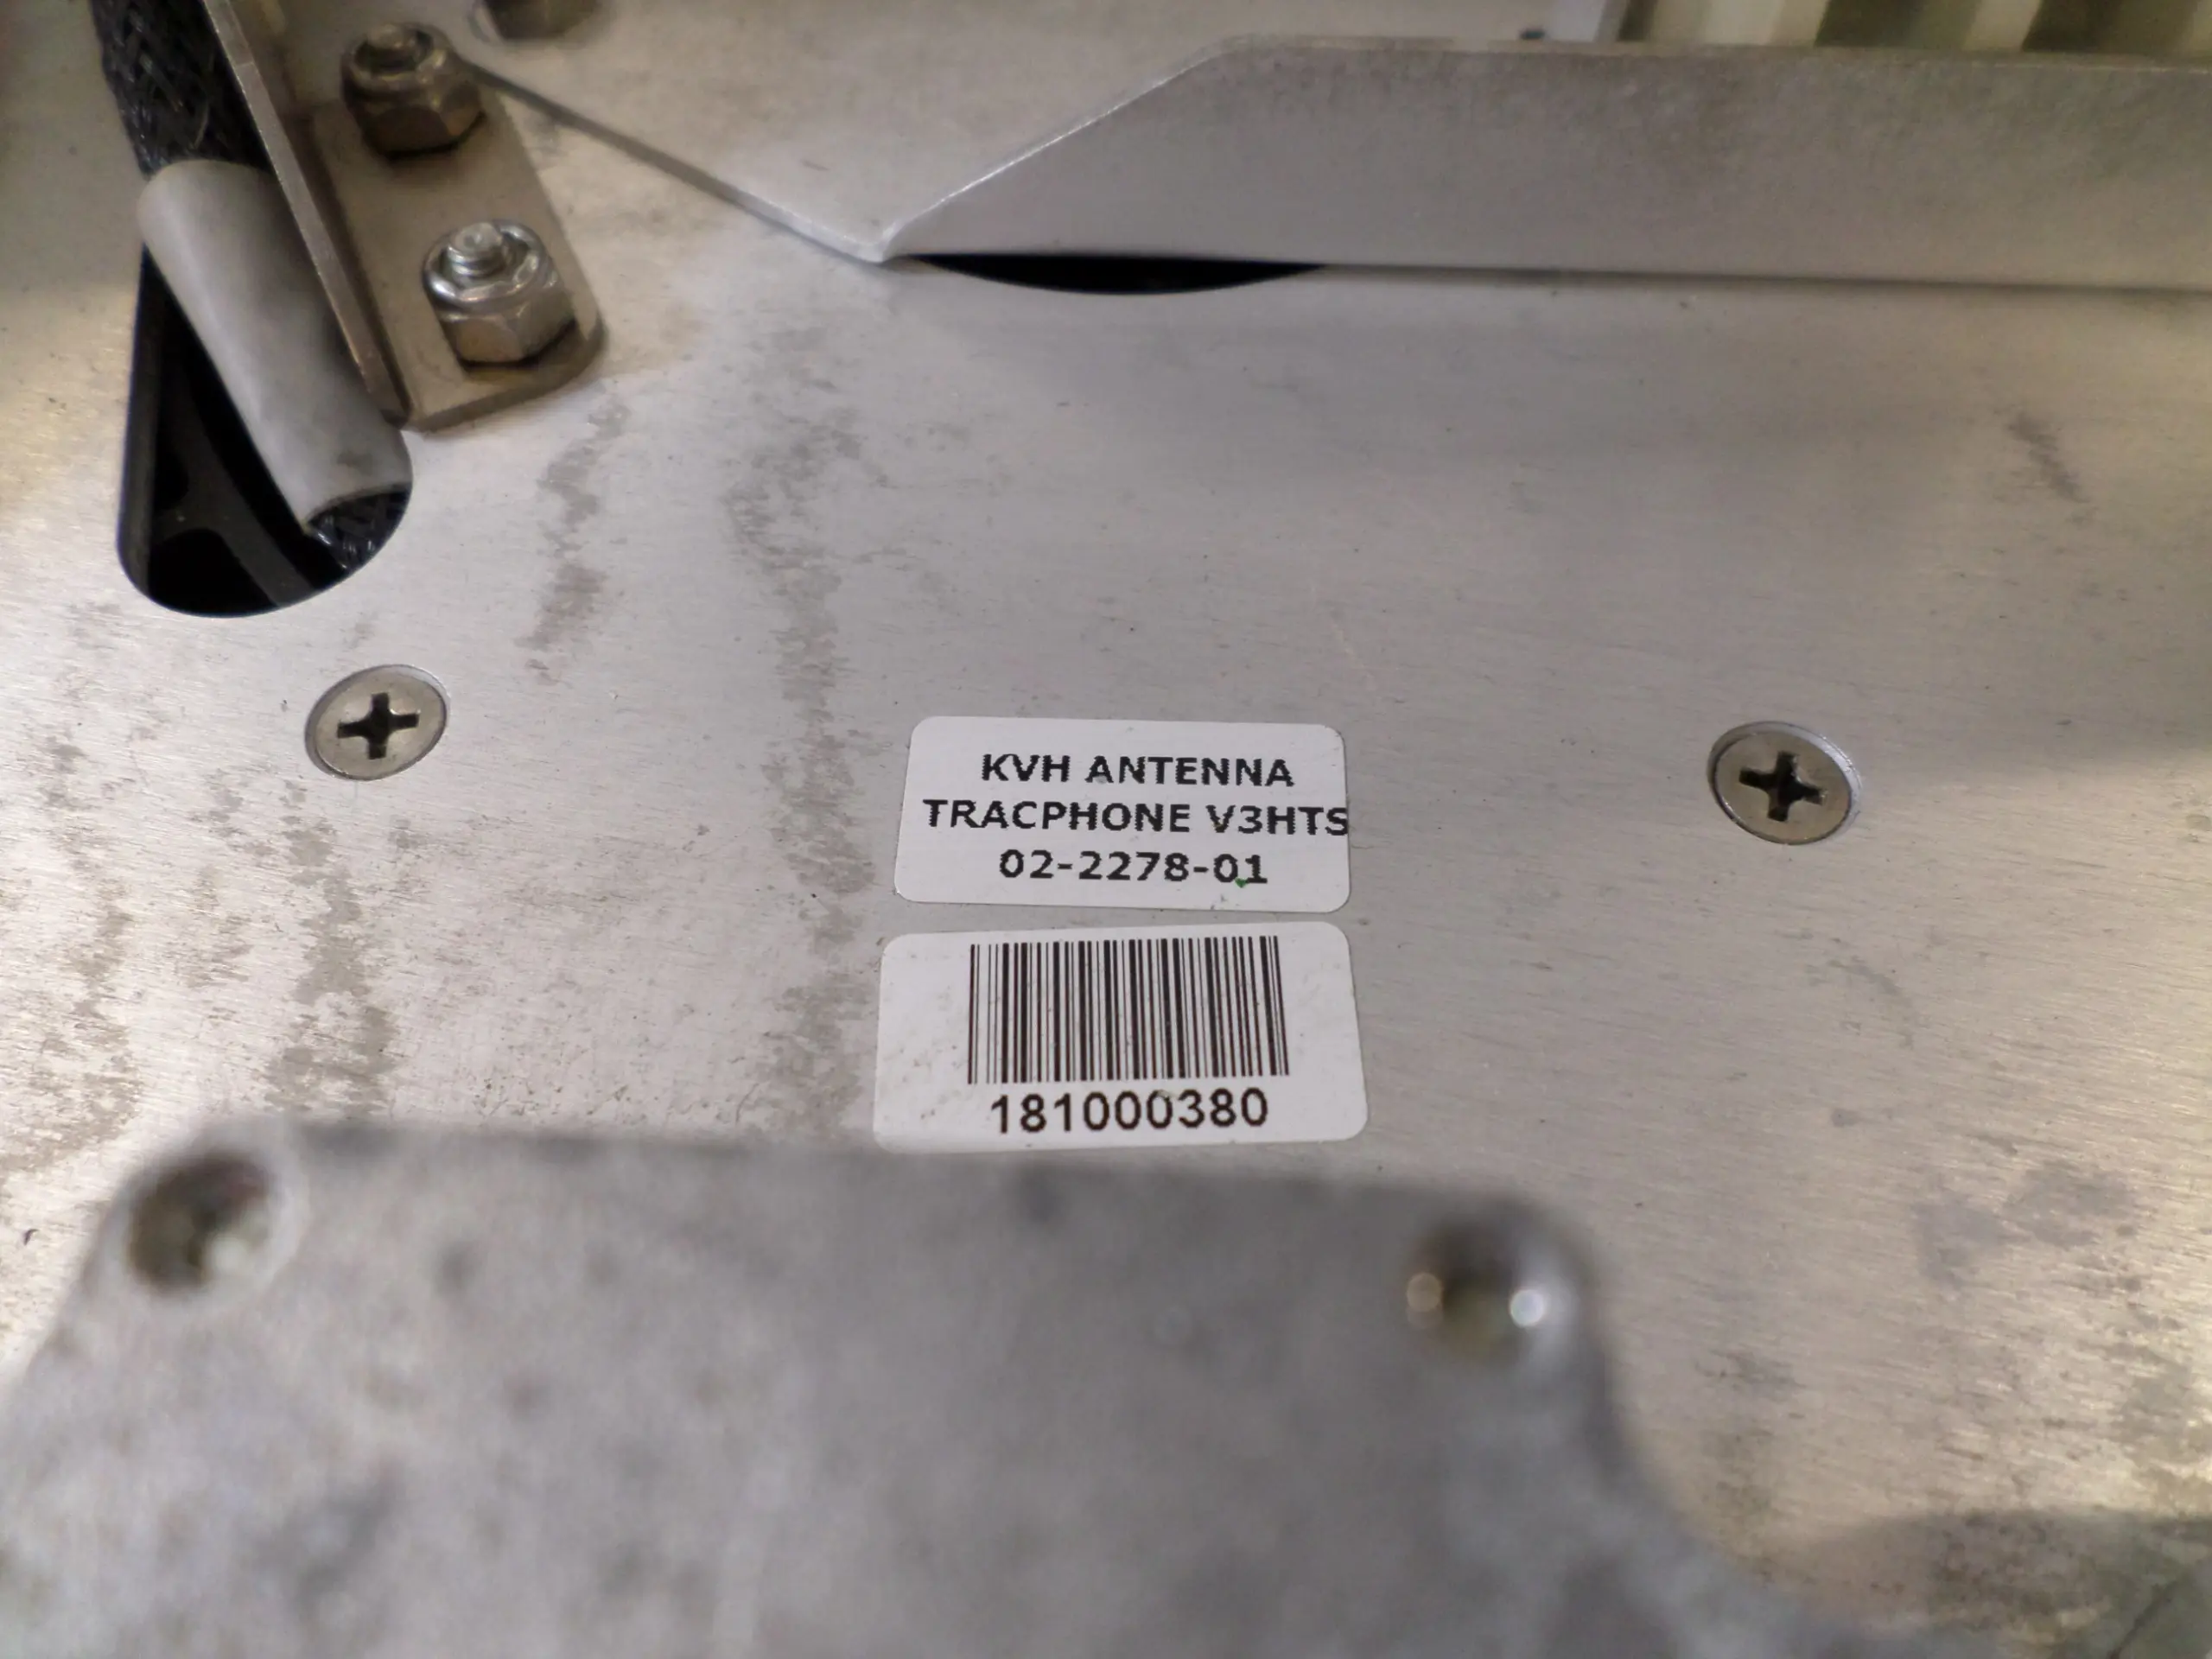 KVH ANTENNA
TRACPHONE V3HTS
02-2278-01
181000380